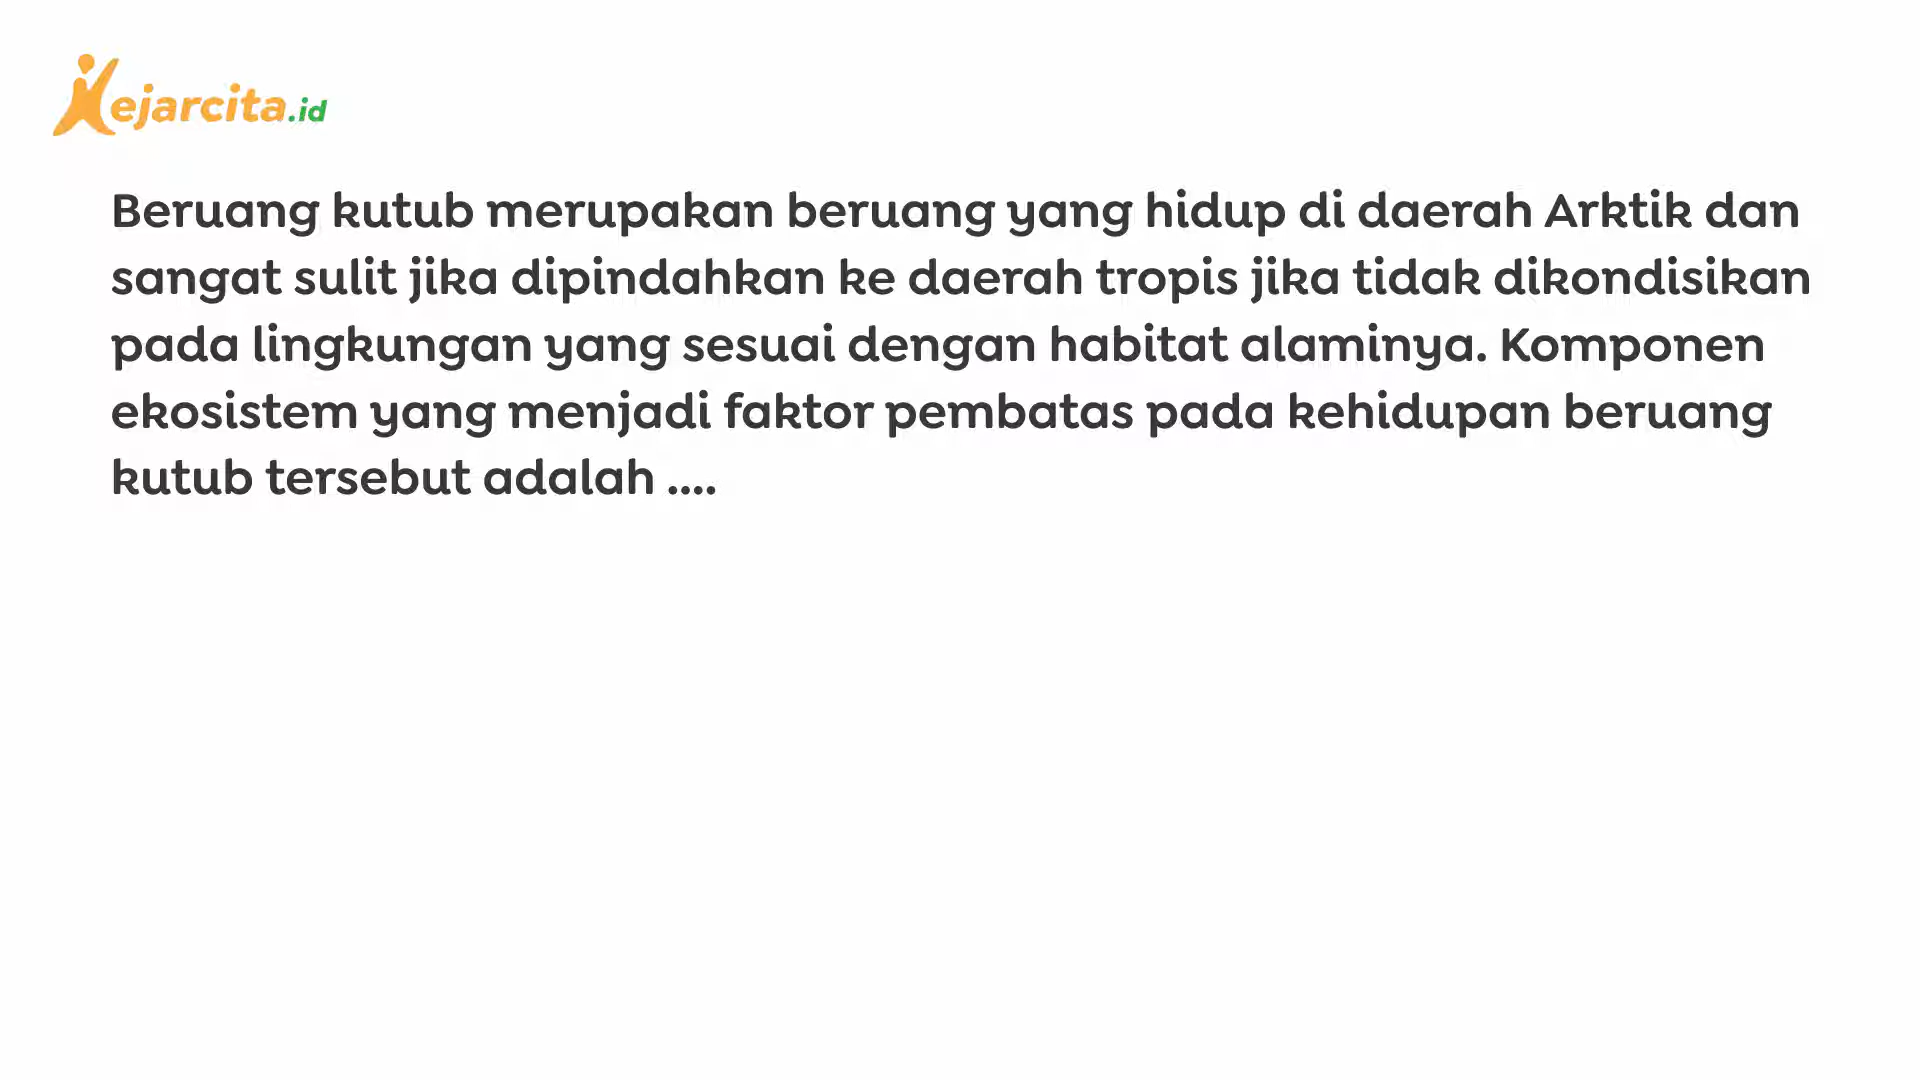 Kejarcita.id
Beruang kutub merupakan beruang yang hidup di daerah Arktik dan
sangat sulit jika dipindahkan ke daerah tropis jika tidak dikondisikan
pada lingkungan yang sesuai dengan habitat alaminya. Komponen
ekosistem yang menjadi faktor pembatas pada kehidupan beruang
kutub tersebut adalah ....